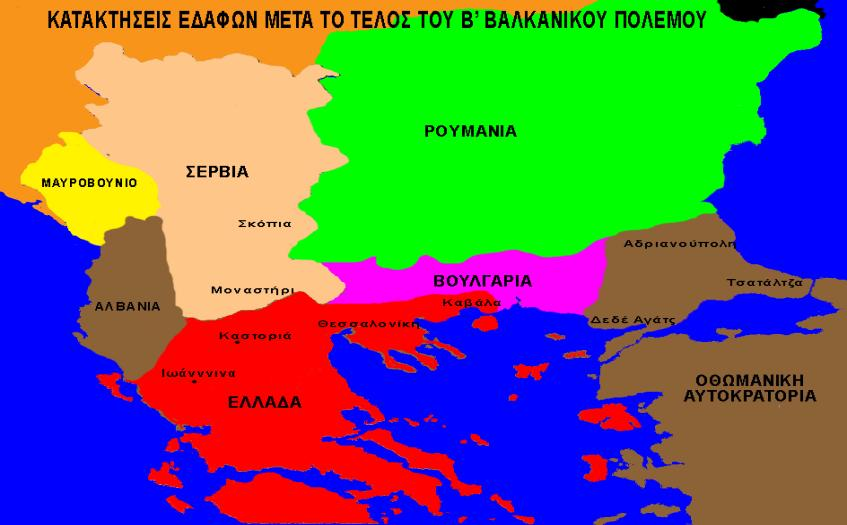 ΚΑΤΑΚΤΗΣΕΙΣ ΕΔΑΦΩΝ ΜΕΤΑ ΤΟ ΤΕΛΟΣ ΤΟΥ Β' ΒΑΛΚΑΝΙΚΟΥ ΠΟΛΕΜΟΥ
ΡΟΥΜΑΝΙΑ
ΣΕΡΒΙΑ
ΜΑΥΡΟΒΟΥΝΙΟ
Σκόπια
Αδριανούπολη
ΒΟΥΛΓΑΡΙΑ
Τσατάλτζα
Μοναστήρι
Καβάλα
ΑΛΒΑΝΙΑ
Θεσσαλονίκη
Δεδέ Αγάτς
Καστοριά
Ιωάνννινα
ΟΘΩΜΑΝΙΚΗ
ΑΥΤΟΚΡΑΤΟΡΙΑ
ΕΛΛΑΔΑ